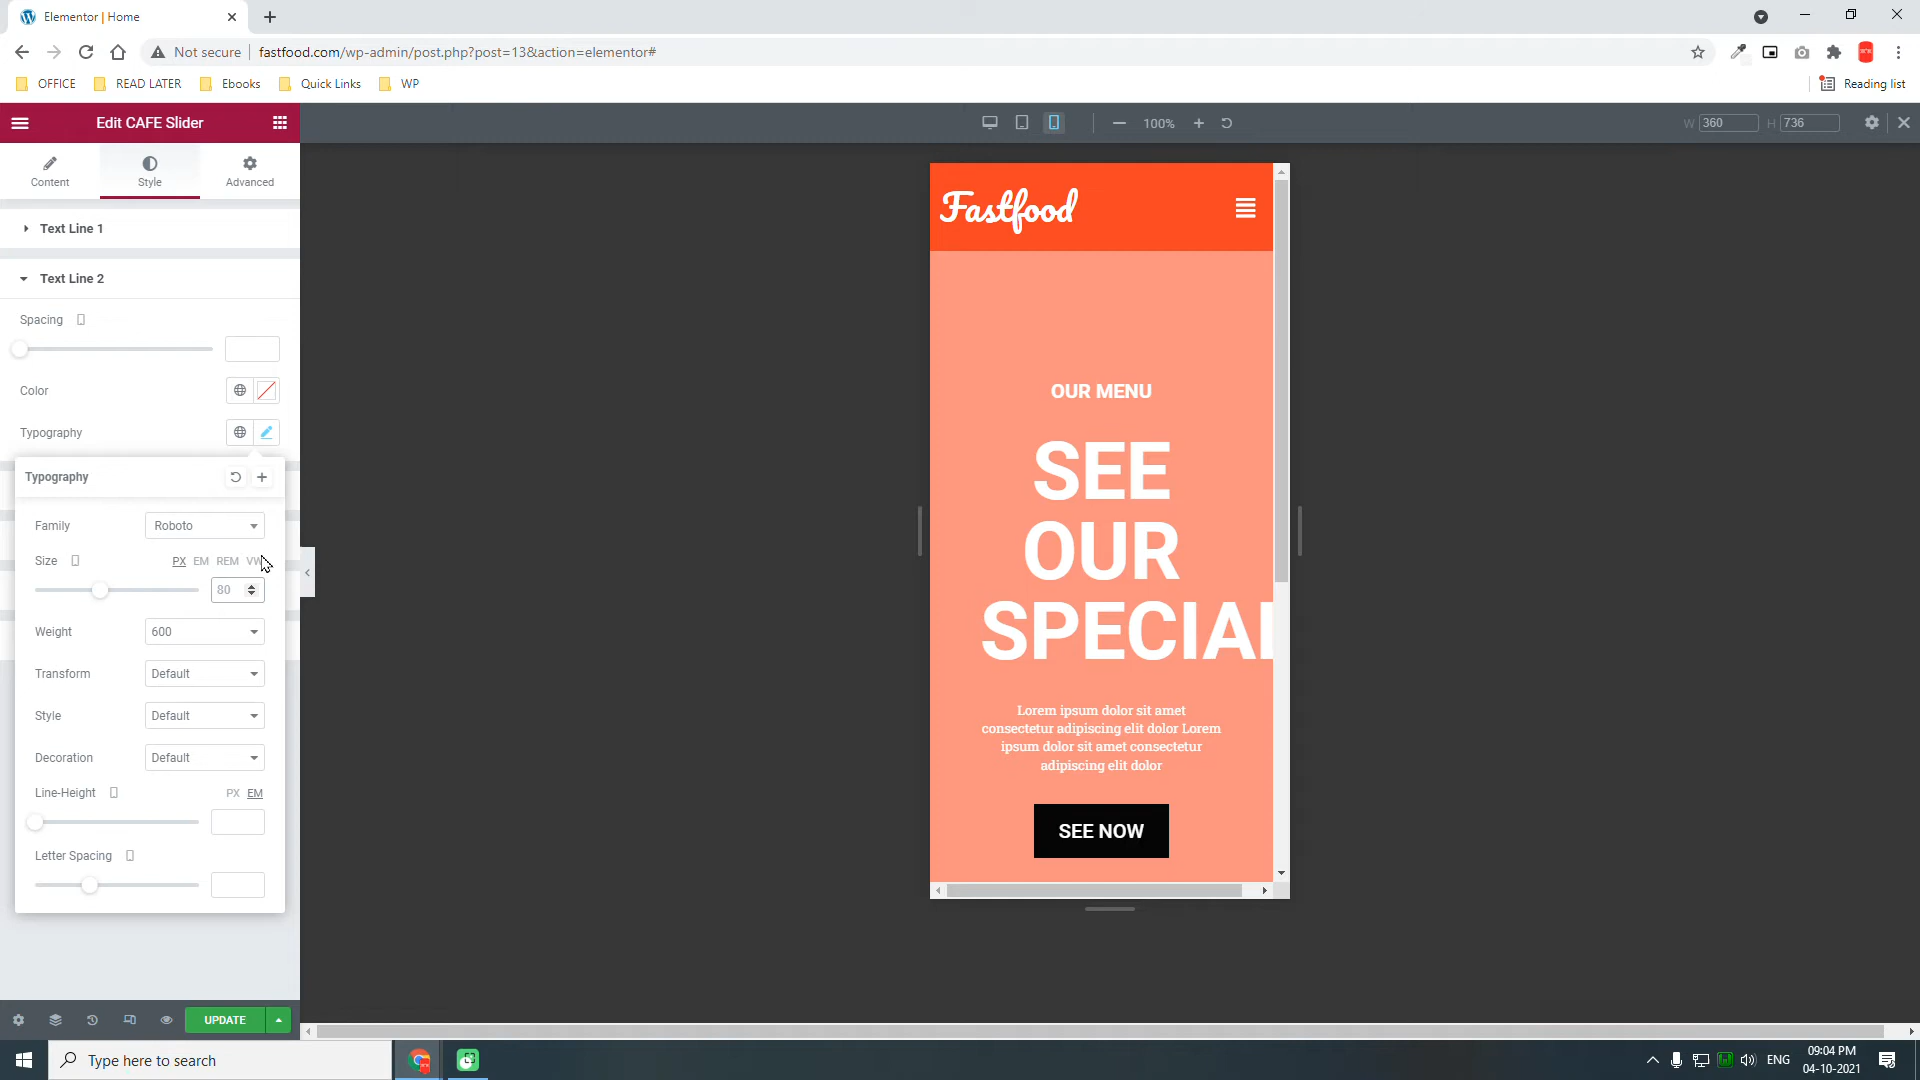 Elementor | Home
Not secure
fastfood.com/wp-admin/post.php?post=13&action=elementor#
OFFICE
READ LATER
Ebooks
Quick Links
WP
Reading list
Edit CAFE Slider
100%
W 360
H 736
Content
Style
Advanced
Text Line 1
Text Line 2
Spacing
Color
Typography
Typography
Family
Roboto
Size
PX EM REM VW
80
Weight
600
Transform
Default
Style
Default
Decoration
Default
Line-Height
PX EM
Letter Spacing
UPDATE
Fastfood
OUR MENU
SEE
OUR
SPECIAL
Lorem ipsum dolor sit amet
consectetur adipiscing elit dolor Lorem
ipsum dolor sit amet consectetur
adipiscing elit dolor
SEE NOW
Type here to search
ENG
09:04 PM
04-10-2021